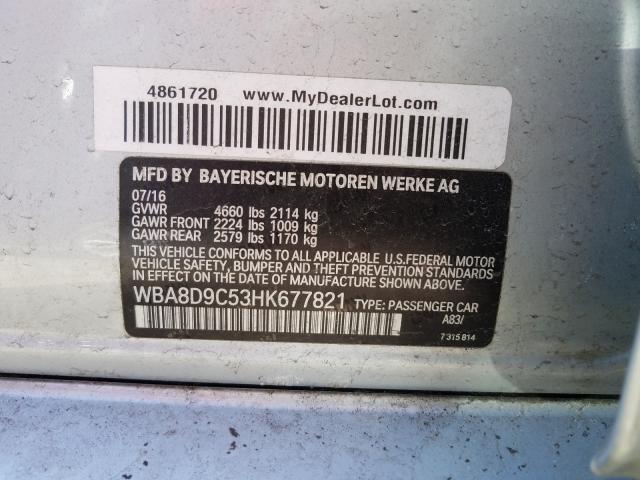 4861720 www.MyDealerLot.com
MFD BY BAYERISCHE MOTOREN WERKE AG
07/16
GVWR 4660 lbs 2114 kg
GAWR FRONT 2224 lbs 1009 kg
GAWR REAR 2579 lbs 1170 kg
THIS VEHICLE CONFORMS TO ALL APPLICABLE U.S.FEDERAL MOTOR
VEHICLE SAFETY, BUMPER AND THEFT PREVENTION STANDARDS
IN EFFECT ON THE DATE OF MANUFACTURE SHOWN ABOVE.
WBA8D9C53HK677821 TYPE: PASSENGER CAR
A83/
7315814